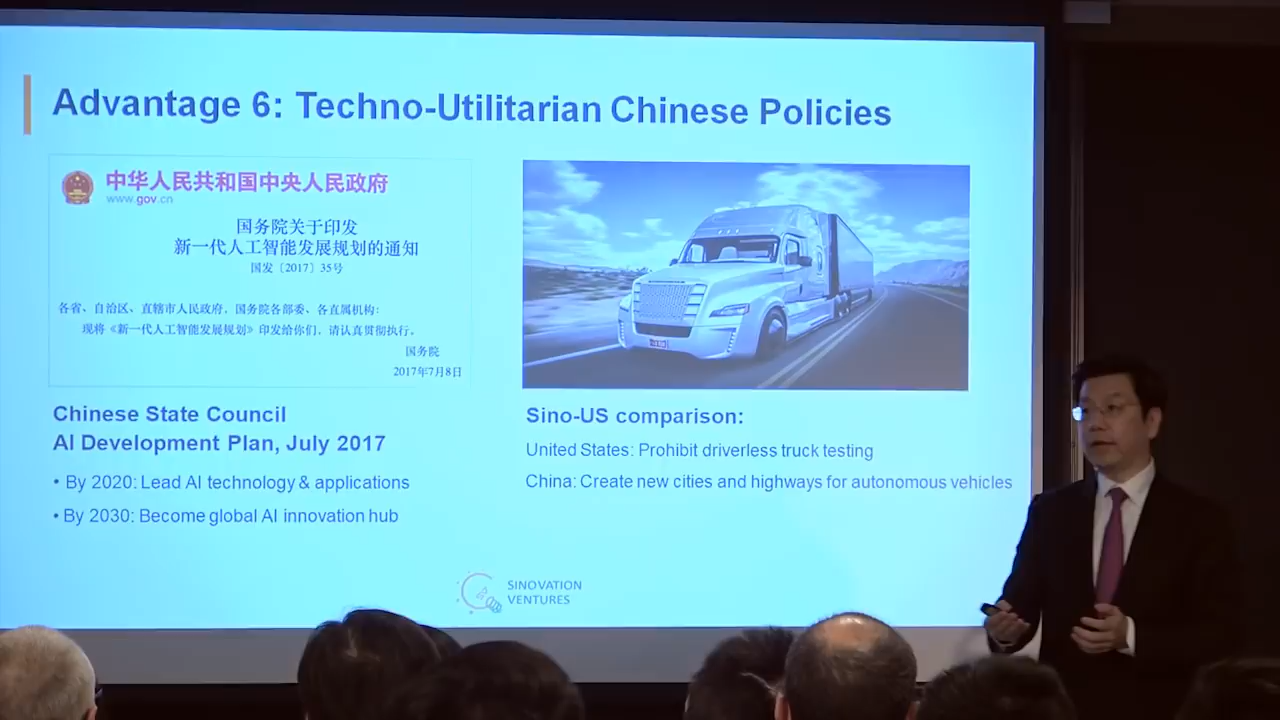 Advantage 6: Techno-Utilitarian Chinese Policies
中华人民共和国中央人民政府
www.gov.cn
国务院关于印发
新一代人工智能发展规划的通知
国发〔2017〕35号
各省、自治区、直辖市人民政府，国务院各部委、各直属机构：
现将《新一代人工智能发展规划》印发给你们，请认真贯彻执行。
国务院
2017年7月8日
Chinese State Council
AI Development Plan, July 2017
• By 2020: Lead AI technology & applications
• By 2030: Become global AI innovation hub
Sino-US comparison:
United States: Prohibit driverless truck testing
China: Create new cities and highways for autonomous vehicles
SINOVATION
VENTURES